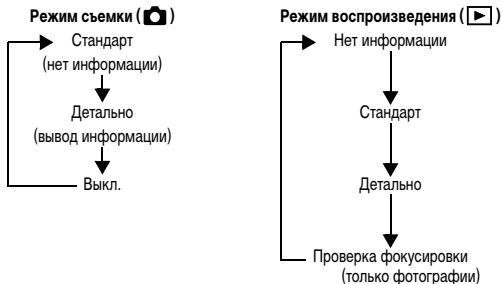 Режим съемки ( )
Стандарт
(нет информации)
Детально
(вывод информации)
Выкл.
Режим воспроизведения ( )
Нет информации
Стандарт
Детально
Проверка фокусировки
(только фотографии)